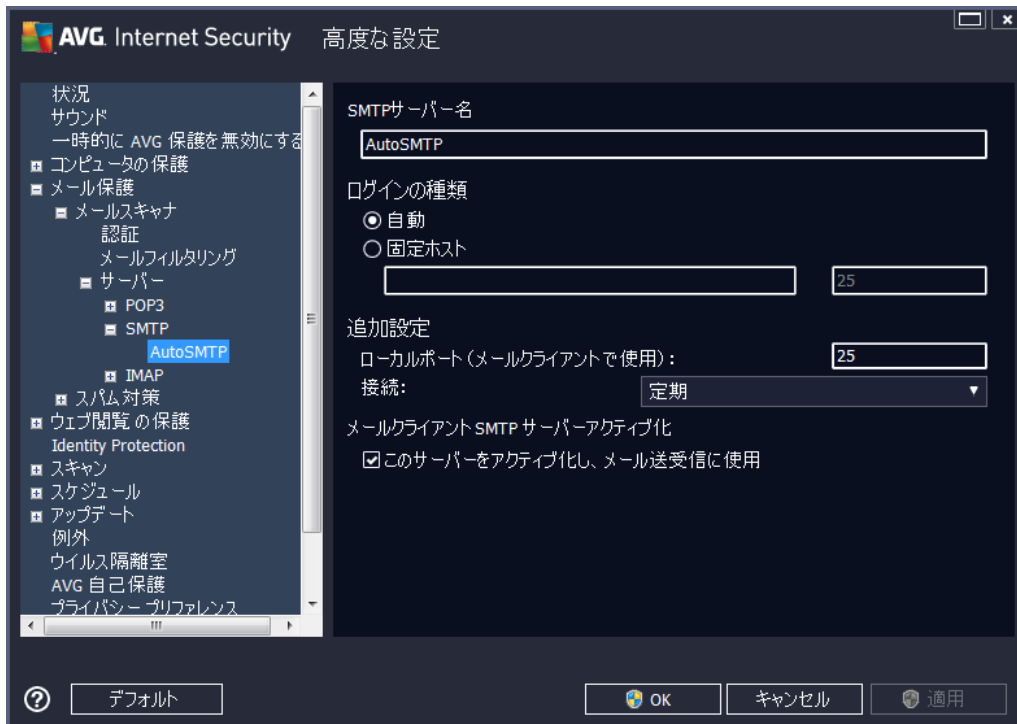 AVG. Internet Security 高度な設定
状況
サウンド
一時的に AVG 保護を無効にする
コンピュータの保護
メール保護
メールスキャナ
認証
メールフィルタリング
サーバー
POP3
SMTP
AutoSMTP
IMAP
スパム対策
ウェブ閲覧の保護
Identity Protection
スキャン
スケジュール
アップデート
例外
ウイルス隔離室
AVG 自己保護
プライバシー プリファレンス
SMTPサーバー名
AutoSMTP
ログインの種類
自動
固定ホスト
25
追加設定
ローカルポート(メールクライアントで使用):
25
接続:
定期
メールクライアント SMTP サーバーアクティブ化
このサーバーをアクティブ化し、メール送受信に使用
デフォルト
OK
キャンセル
適用